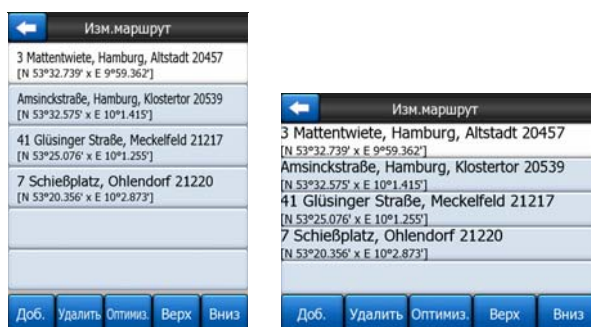 Изм.маршрут
3 Mattentwiete, Hamburg, Altstadt 20457
[N 53°32.739' x E 9°59.362']
Amsinckstraße, Hamburg, Klostertor 20539
[N 53°32.575' x E 10°1.415']
41 Glüsinger Straße, Meckelfeld 21217
[N 53°25.076' x E 10°1.255']
7 Schießplatz, Ohlendorf 21220
[N 53°20.356' x E 10°2.873']
Доб. Удалить Оптимиз. Верх Вниз
Изм.маршрут
3 Mattentwiete, Hamburg, Altstadt 20457
[N 53°32.739' x E 9°59.362']
Amsinckstraße, Hamburg, Klostertor 20539
[N 53°32.575' x E 10°1.415']
41 Glüsinger Straße, Meckelfeld 21217
[N 53°25.076' x E 10°1.255']
7 Schießplatz, Ohlendorf 21220
[N 53°20.356' x E 10°2.873']
Доб. Удалить Оптимиз. Верх Вниз